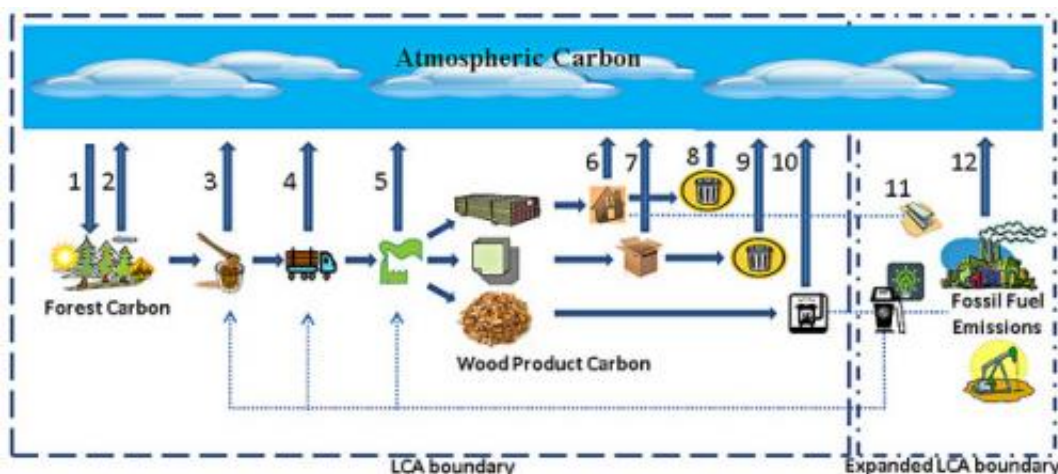 Atmospheric Carbon
1 2 3 4 5 6 7 8 9 10 11 12
Forest Carbon
Wood Product Carbon
Fossil Fuel
Emissions
LCA boundary
Expanded LCA boundary